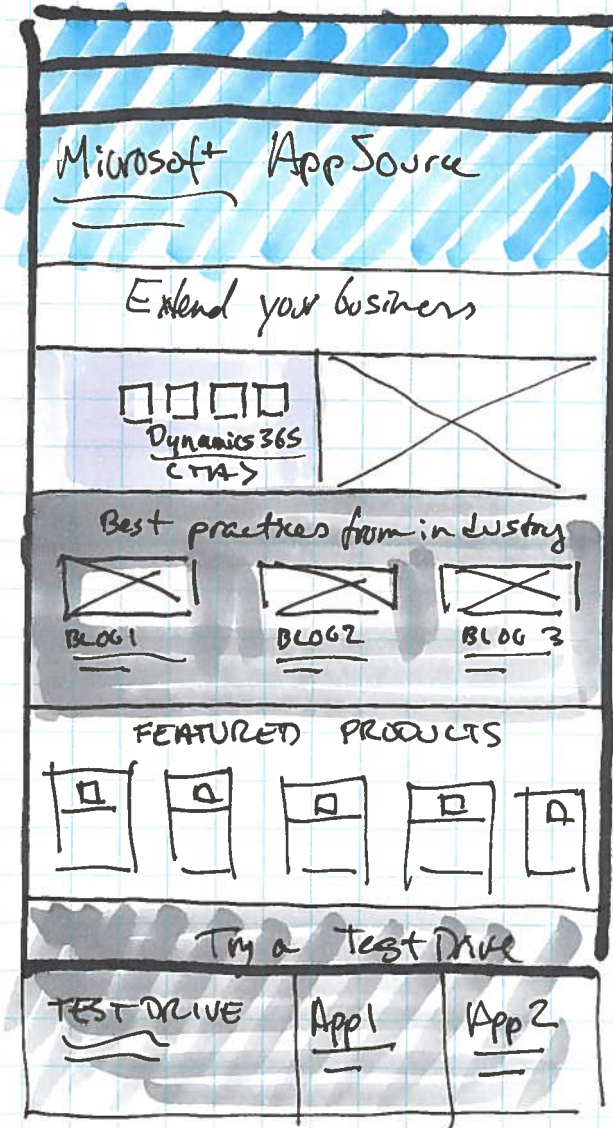 Microsoft AppSource
Extend your business
Dynamics 365
<CTA>
Best practices from industry
BLOG1 BLOG2 BLOG 3
FEATURED PRODUCTS
Try a Test Drive
TEST DRIVE App1 App2